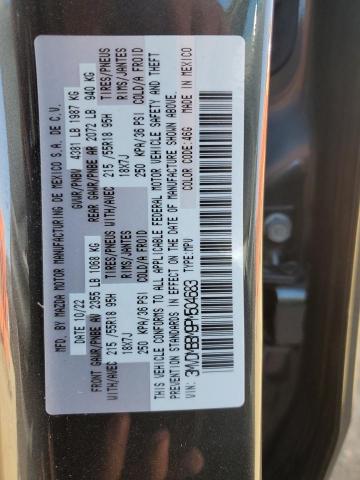 MFD. BY MAZDA MOTOR MANUFACTURING DE MEXICO S.A. DE C.V.
DATE 10/22 GVWR/PNBV 4381 LB 1987 KG
FRONT GAWR/PNBE AV 2355 LB 1068 KG REAR GAWR/PNBE AR 2072 LB 940 KG
WITH/AVEC 215 /55R18 95H TIRES/PNEUS WITH/AVEC 215 /55R18 95H TIRES/PNEUS
18X7J RIMS/JANTES 18X7J RIMS/JANTES
250 KPA/36 PSI COLD/A FROID 250 KPA/36 PSI COLD/A FROID
THIS VEHICLE CONFORMS TO ALL APPLICABLE FEDERAL MOTOR VEHICLE SAFETY AND THEFT
PREVENTION STANDARDS IN EFFECT ON THE DATE OF MANUFACTURE SHOWN ABOVE.
COLOR/COULEUR: 46G MADE IN MEXICO
VIN: TYPE:MPV